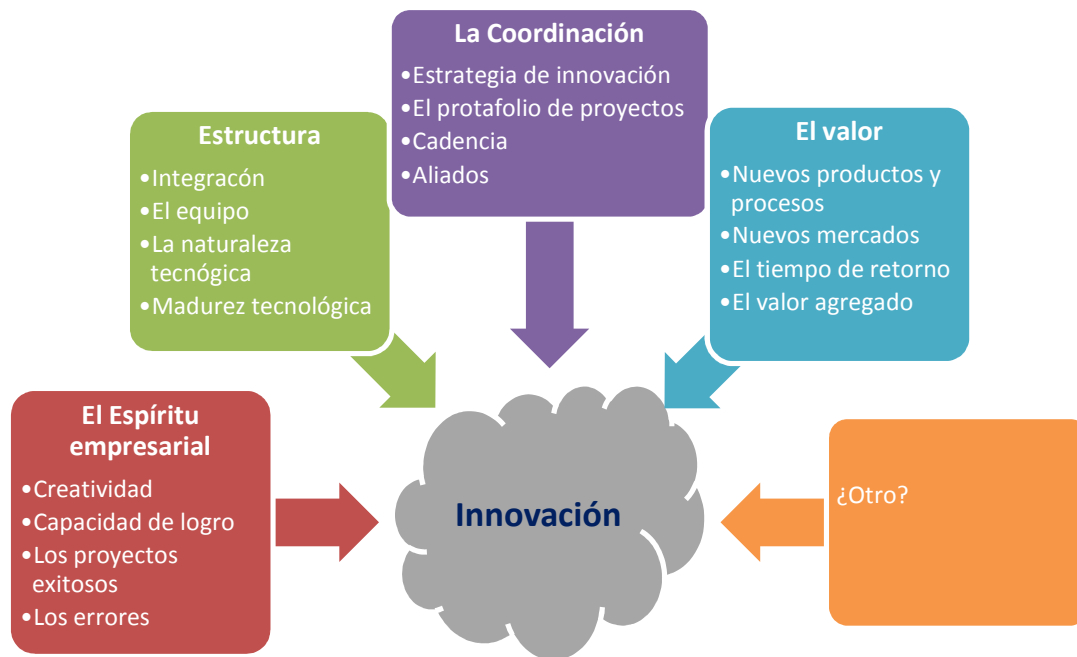 La Coordinación
•Estrategia de innovación
•El protafolio de proyectos
•Cadencia
•Aliados
Estructura
•Integracón
•El equipo
•La naturaleza
tecnógica
•Madurez tecnológica
El valor
•Nuevos productos y
procesos
•Nuevos mercados
•El tiempo de retorno
•El valor agregado
El Espíritu
empresarial
•Creatividad
•Capacidad de logro
•Los proyectos
exitosos
•Los errores
Innovación
¿Otro?